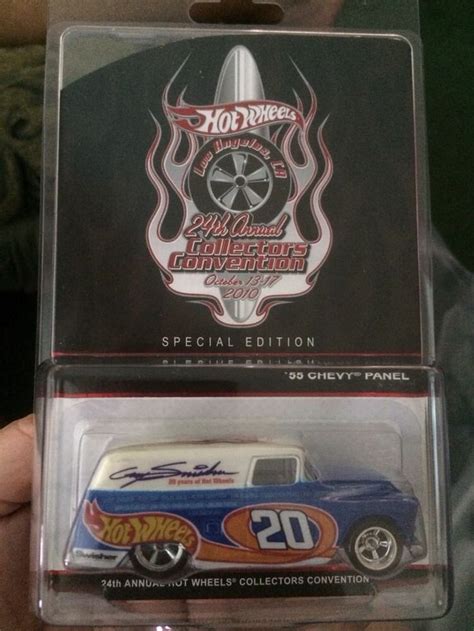 HOT WHEELS
Los Angeles, CA
24th Annual
Collectors
Convention
October 13-17
2010
SPECIAL EDITION
'55 CHEVY® PANEL
20 years of Hot Wheels
HOT WHEELS
20
Swisher
24th ANNUAL HOT WHEELS® COLLECTORS CONVENTION